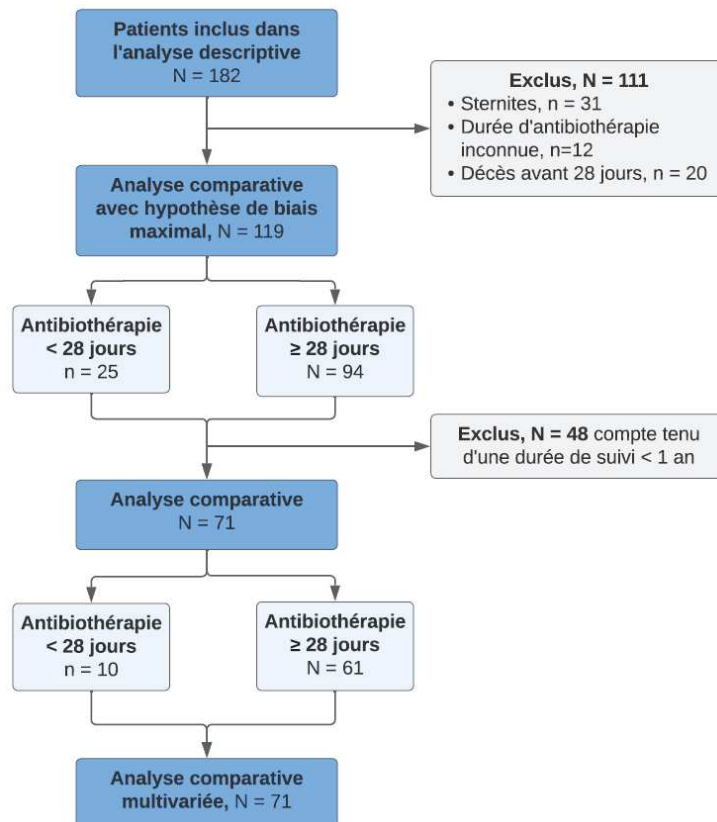 Patients inclus dans
l'analyse descriptive
N = 182
Exclus, N = 111
• Sternites, n = 31
• Durée d'antibiothérapie
inconnue, n=12
• Décès avant 28 jours, n = 20
Analyse comparative
avec hypothèse de biais
maximal, N = 119
Antibiothérapie
< 28 jours
n = 25
Antibiothérapie
≥ 28 jours
N = 94
Exclus, N = 48 compte tenu
d'une durée de suivi < 1 an
Analyse comparative
N = 71
Antibiothérapie
< 28 jours
n = 10
Antibiothérapie
≥ 28 jours
N = 61
Analyse comparative
multivariée, N = 71